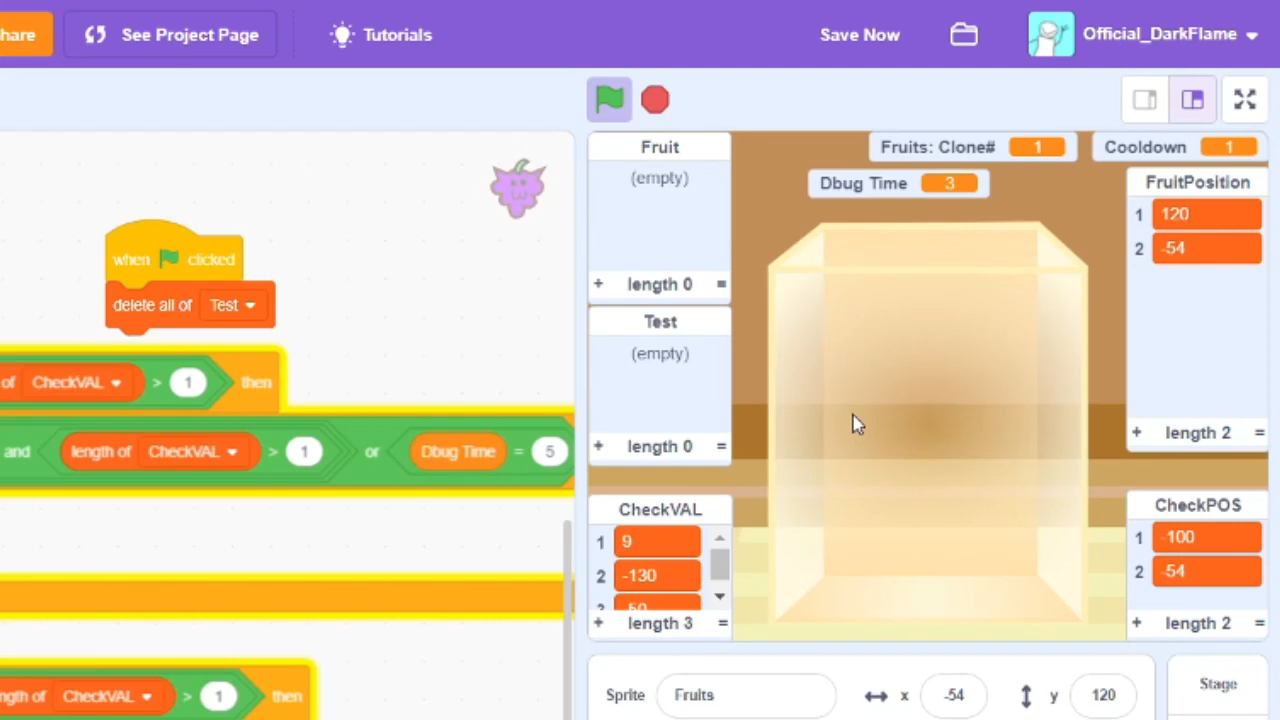 hare
See Project Page
Tutorials
Save Now
Official_DarkFlame
when clicked
delete all of Test
of CheckVAL > 1 then
and length of CheckVAL > 1 or Dbug Time = 5
ngth of CheckVAL > 1 then
Fruit
(empty)
+ length 0 =
Test
(empty)
+ length 0 =
CheckVAL
1 9
2 -130
+ length 3 =
Fruits: Clone# 1
Cooldown 1
Dbug Time 3
FruitPosition
1 120
2 -54
+ length 2 =
CheckPOS
1 -100
2 -54
+ length 2 =
Sprite Fruits x -54 y 120
Stage